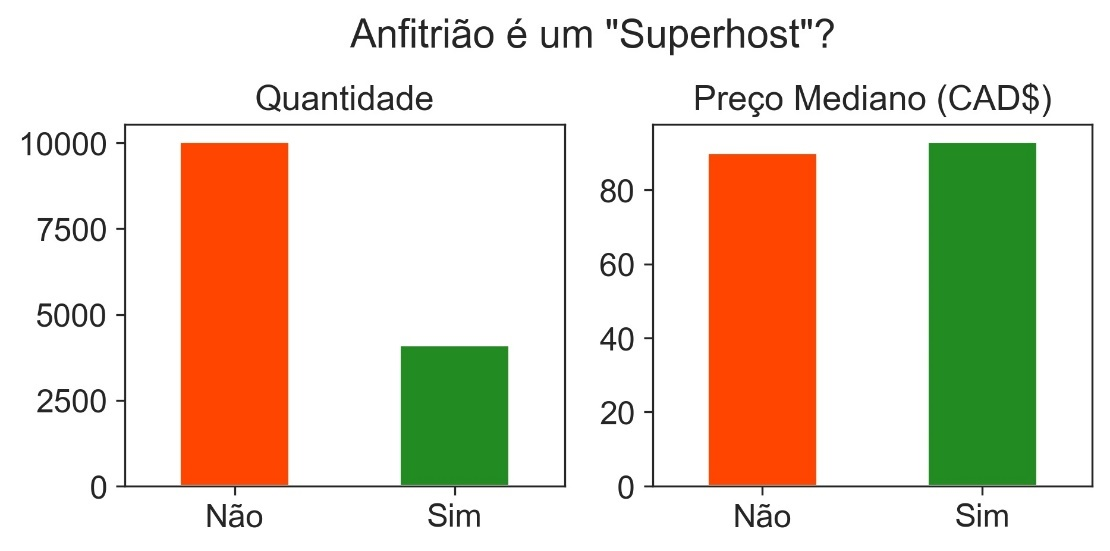 Anfitrião é um "Superhost"?
Quantidade
10000
7500
5000
2500
0
Não Sim
Preço Mediano (CAD$)
80
60
40
20
0
Não Sim